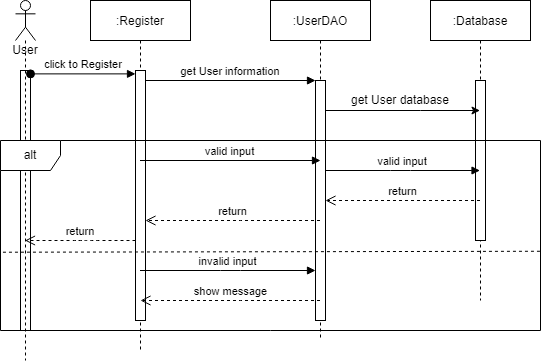 :Register
:UserDAO
:Database
User
click to Register
get User information
get User database
alt
valid input
valid input
return
return
return
invalid input
show message